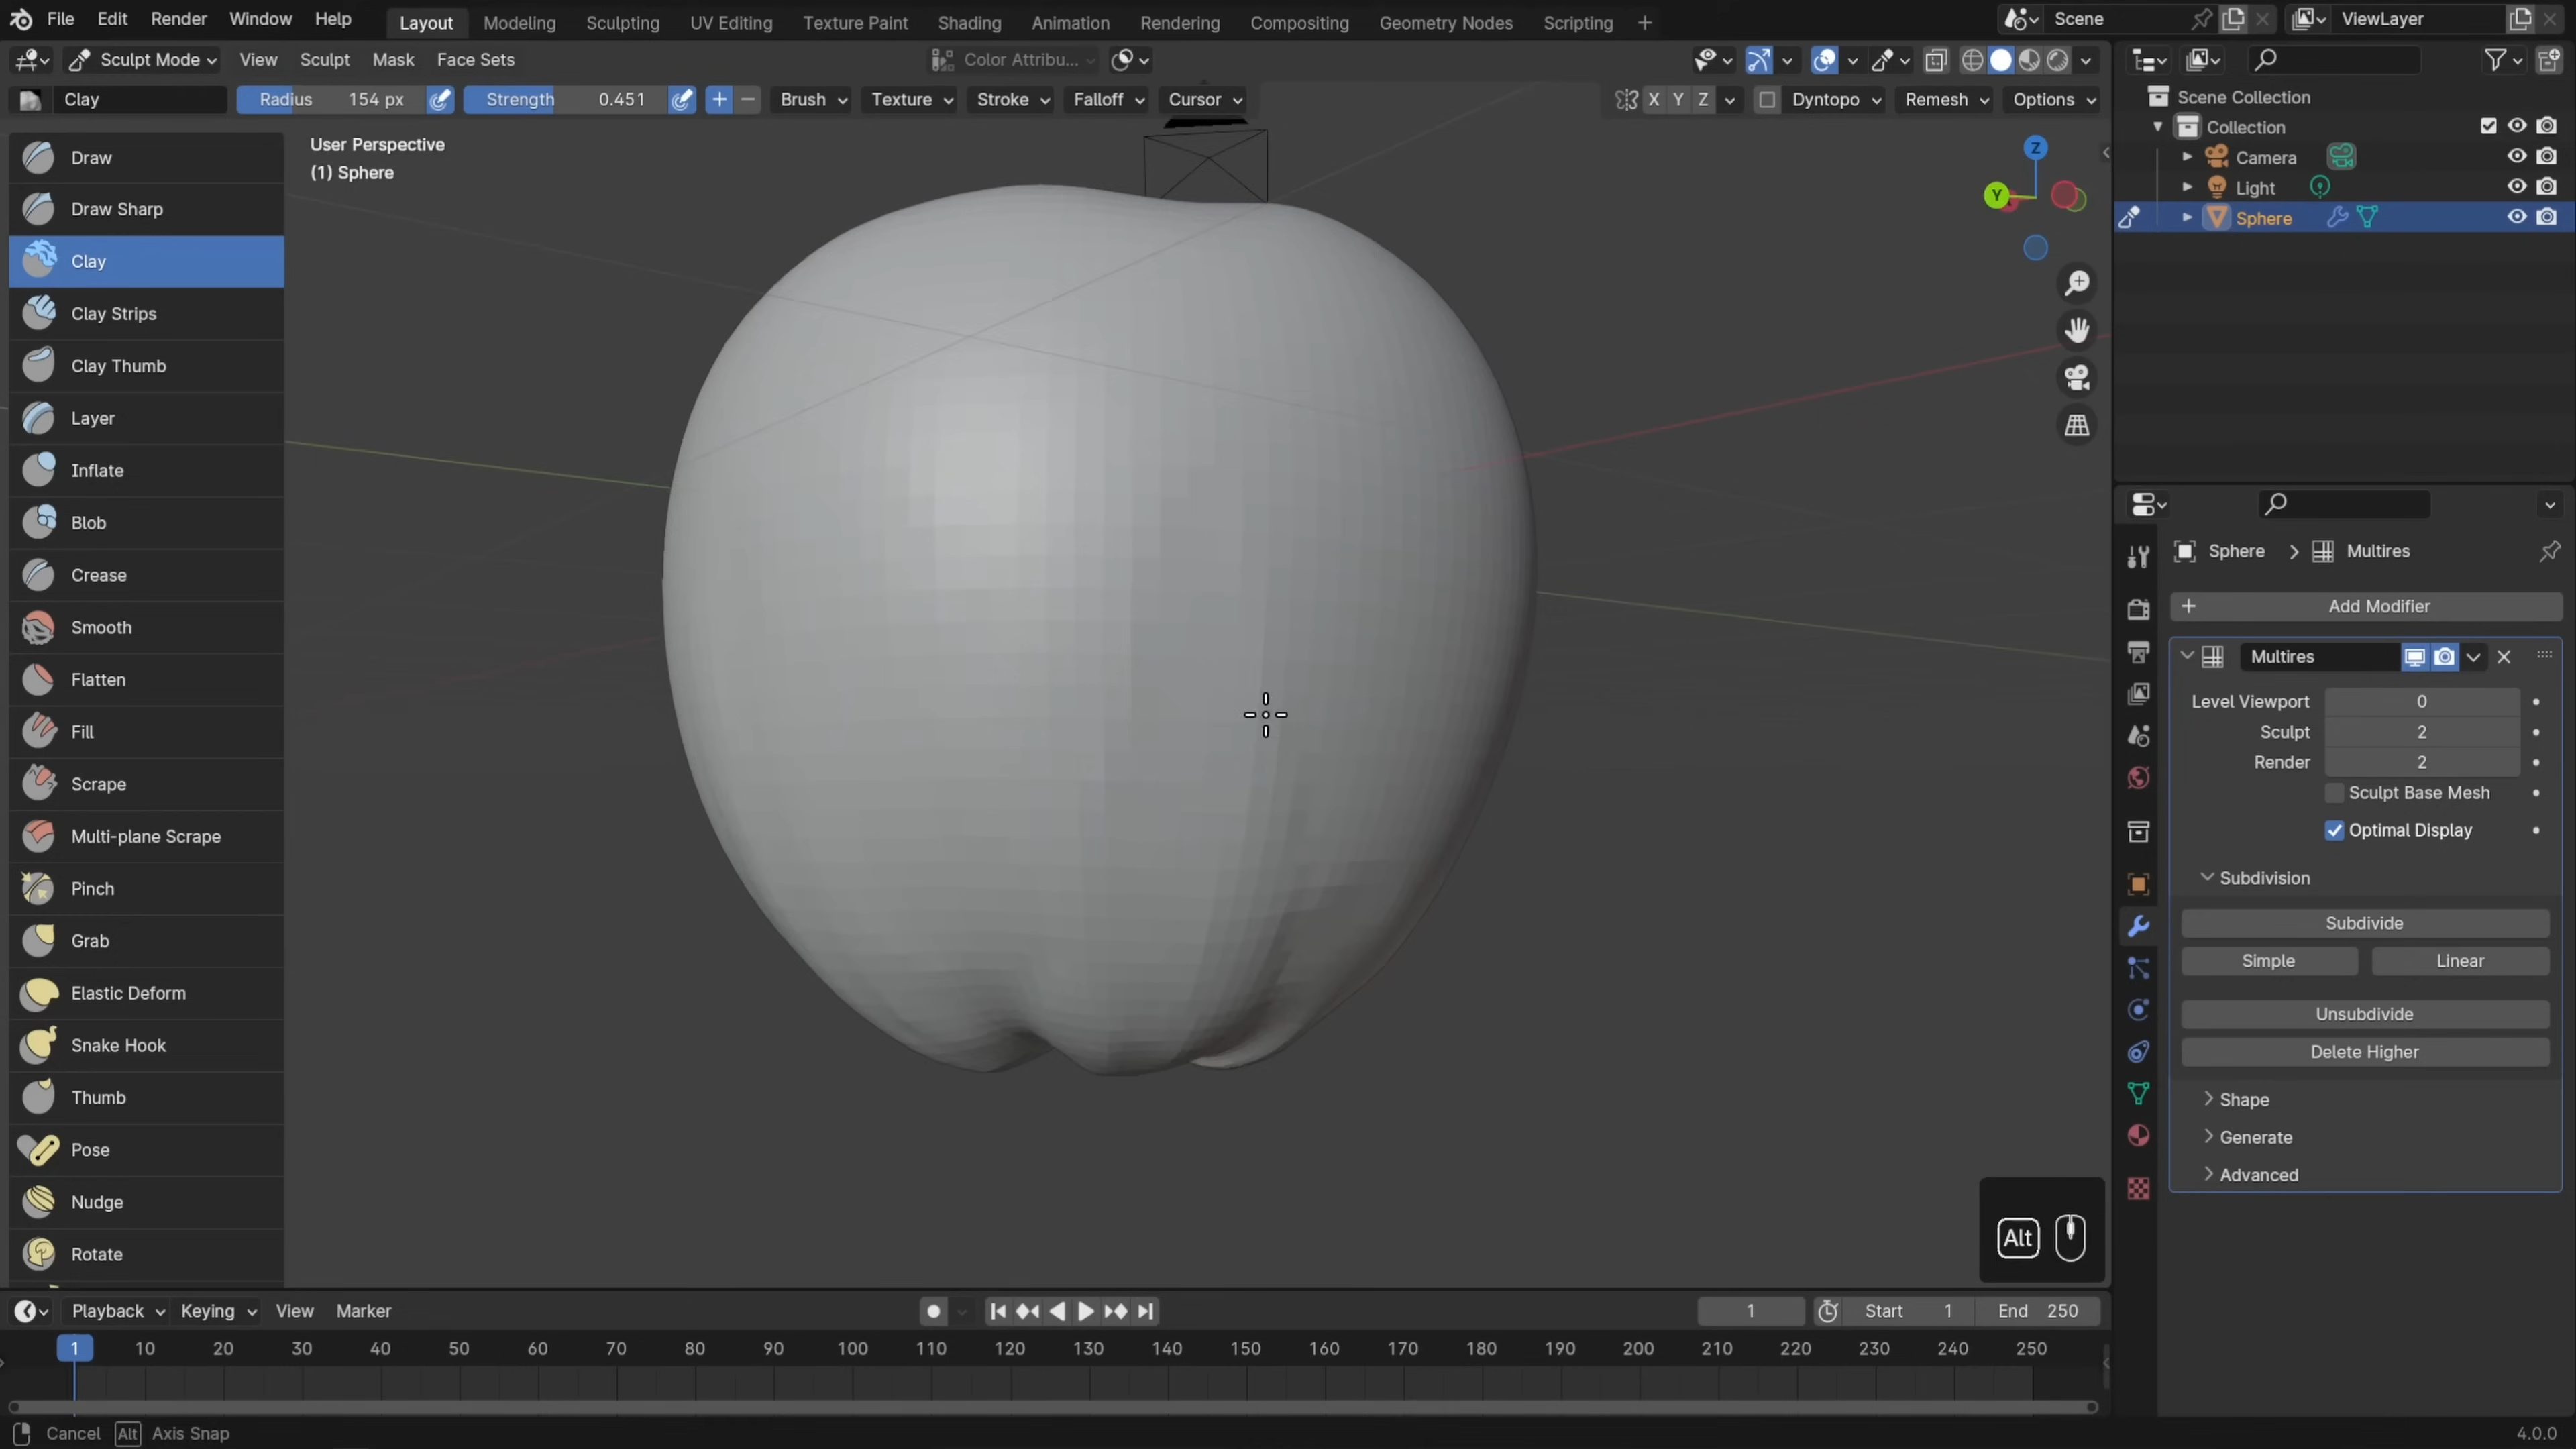 File Edit Render Window Help Layout Modeling Sculpting UV Editing Texture Paint Shading Animation Rendering Compositing Geometry Nodes Scripting + Scene ViewLayer
Sculpt Mode View Sculpt Mask Face Sets Color Attribu...
Clay Radius 154 px Strength 0.451 Brush Texture Stroke Falloff Cursor X Y Z Dyntopo Remesh Options
Draw
Draw Sharp
Clay
Clay Strips
Clay Thumb
Layer
Inflate
Blob
Crease
Smooth
Flatten
Fill
Scrape
Multi-plane Scrape
Pinch
Grab
Elastic Deform
Snake Hook
Thumb
Pose
Nudge
Rotate
User Perspective
(1) Sphere
Z
Y
Alt
Scene Collection
Collection
Camera
Light
Sphere
Sphere Multires
+ Add Modifier
Multires
Level Viewport 0
Sculpt 2
Render 2
Sculpt Base Mesh
Optimal Display
Subdivision
Subdivide
Simple Linear
Unsubdivide
Delete Higher
Shape
Generate
Advanced
Playback Keying View Marker 1 Start 1 End 250
1 10 20 30 40 50 60 70 80 90 100 110 120 130 140 150 160 170 180 190 200 210 220 230 240 250
Cancel Alt Axis Snap 4.0.0